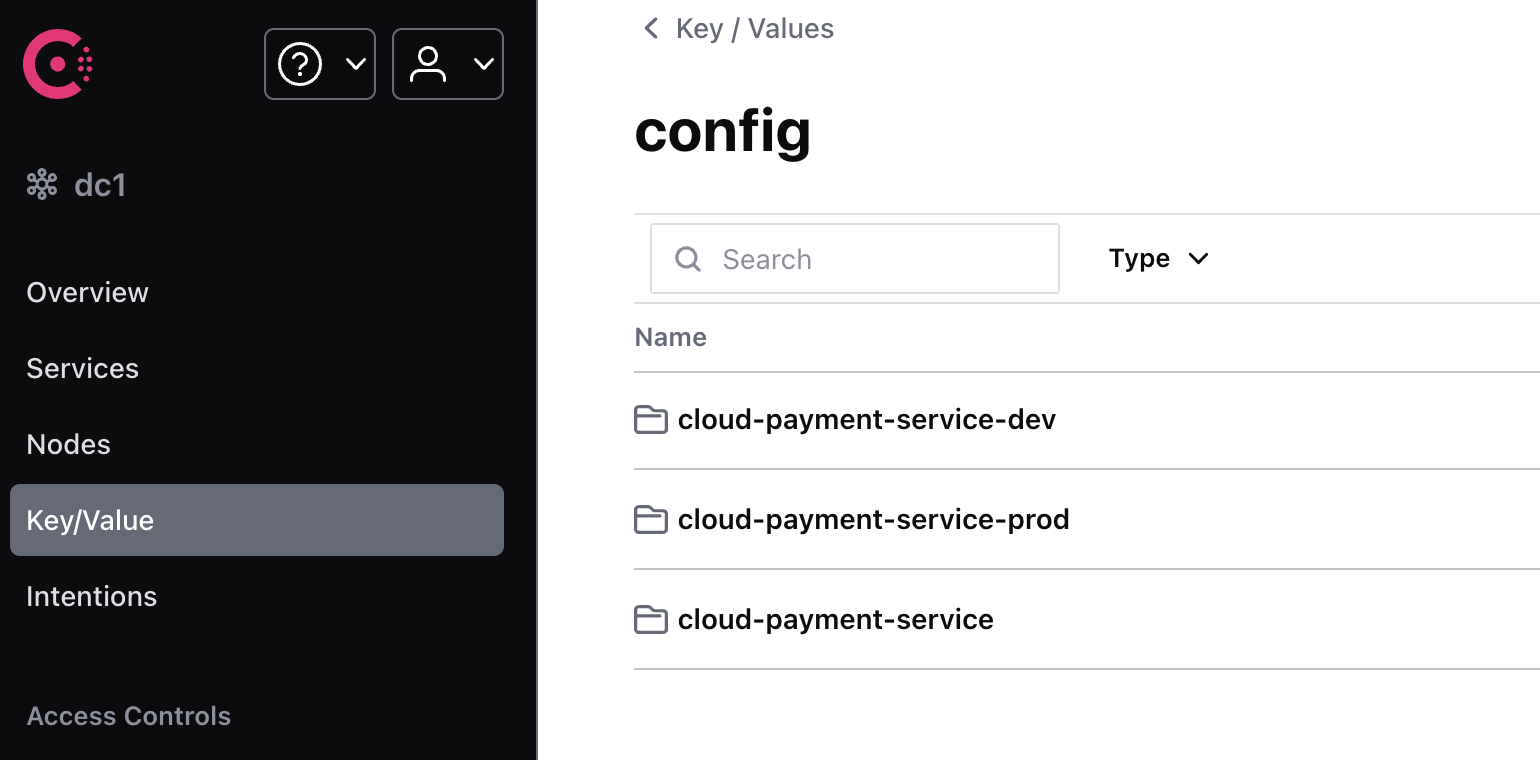 dc1
Overview
Services
Nodes
Key/Value
Intentions
Access Controls
Key / Values
config
Search
Type
Name
cloud-payment-service-dev
cloud-payment-service-prod
cloud-payment-service